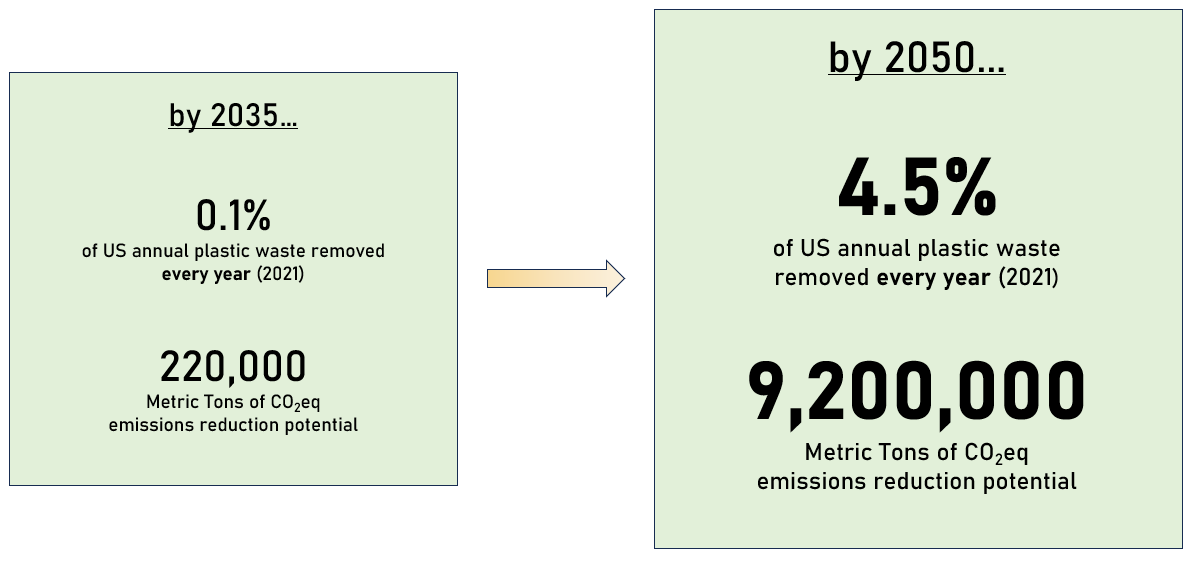 by 2035...
0.1%
of US annual plastic waste removed
every year (2021)
220,000
Metric Tons of CO₂eq
emissions reduction potential
by 2050...
4.5%
of US annual plastic waste
removed every year (2021)
9,200,000
Metric Tons of CO₂eq
emissions reduction potential